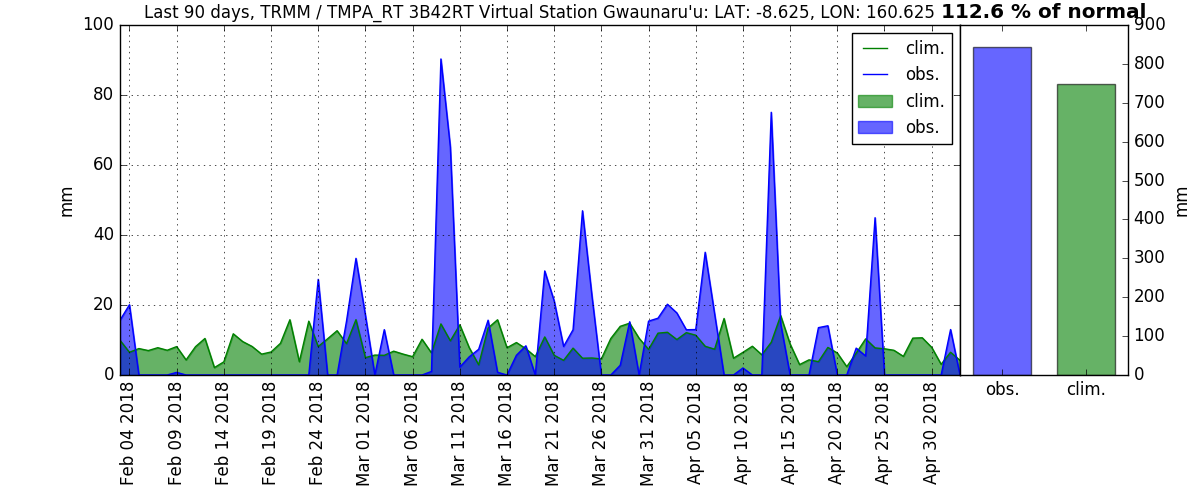 Last 90 days, TRMM / TMPA_RT 3B42RT Virtual Station Gwaunaru'u: LAT: -8.625, LON: 160.625 112.6 % of normal
100
80
60
40
20
0
mm
clim.
obs.
clim.
obs.
Feb 04 2018
Feb 09 2018
Feb 14 2018
Feb 19 2018
Feb 24 2018
Mar 01 2018
Mar 06 2018
Mar 11 2018
Mar 16 2018
Mar 21 2018
Mar 26 2018
Mar 31 2018
Apr 05 2018
Apr 10 2018
Apr 15 2018
Apr 20 2018
Apr 25 2018
Apr 30 2018
900
800
700
600
500
400
300
200
100
0
mm
obs.
clim.